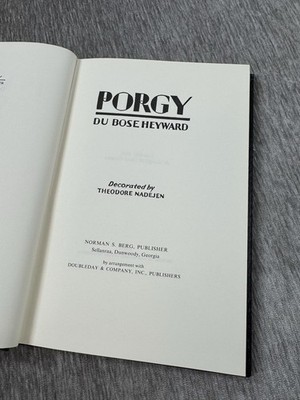 PORGY
DU BOSE HEYWARD
Decorated by
THEODORE NADEJEN
NORMAN S. BERG, PUBLISHER
Sellanraa, Dunwoody, Georgia
by arrangement with
DOUBLEDAY & COMPANY, INC., PUBLISHERS